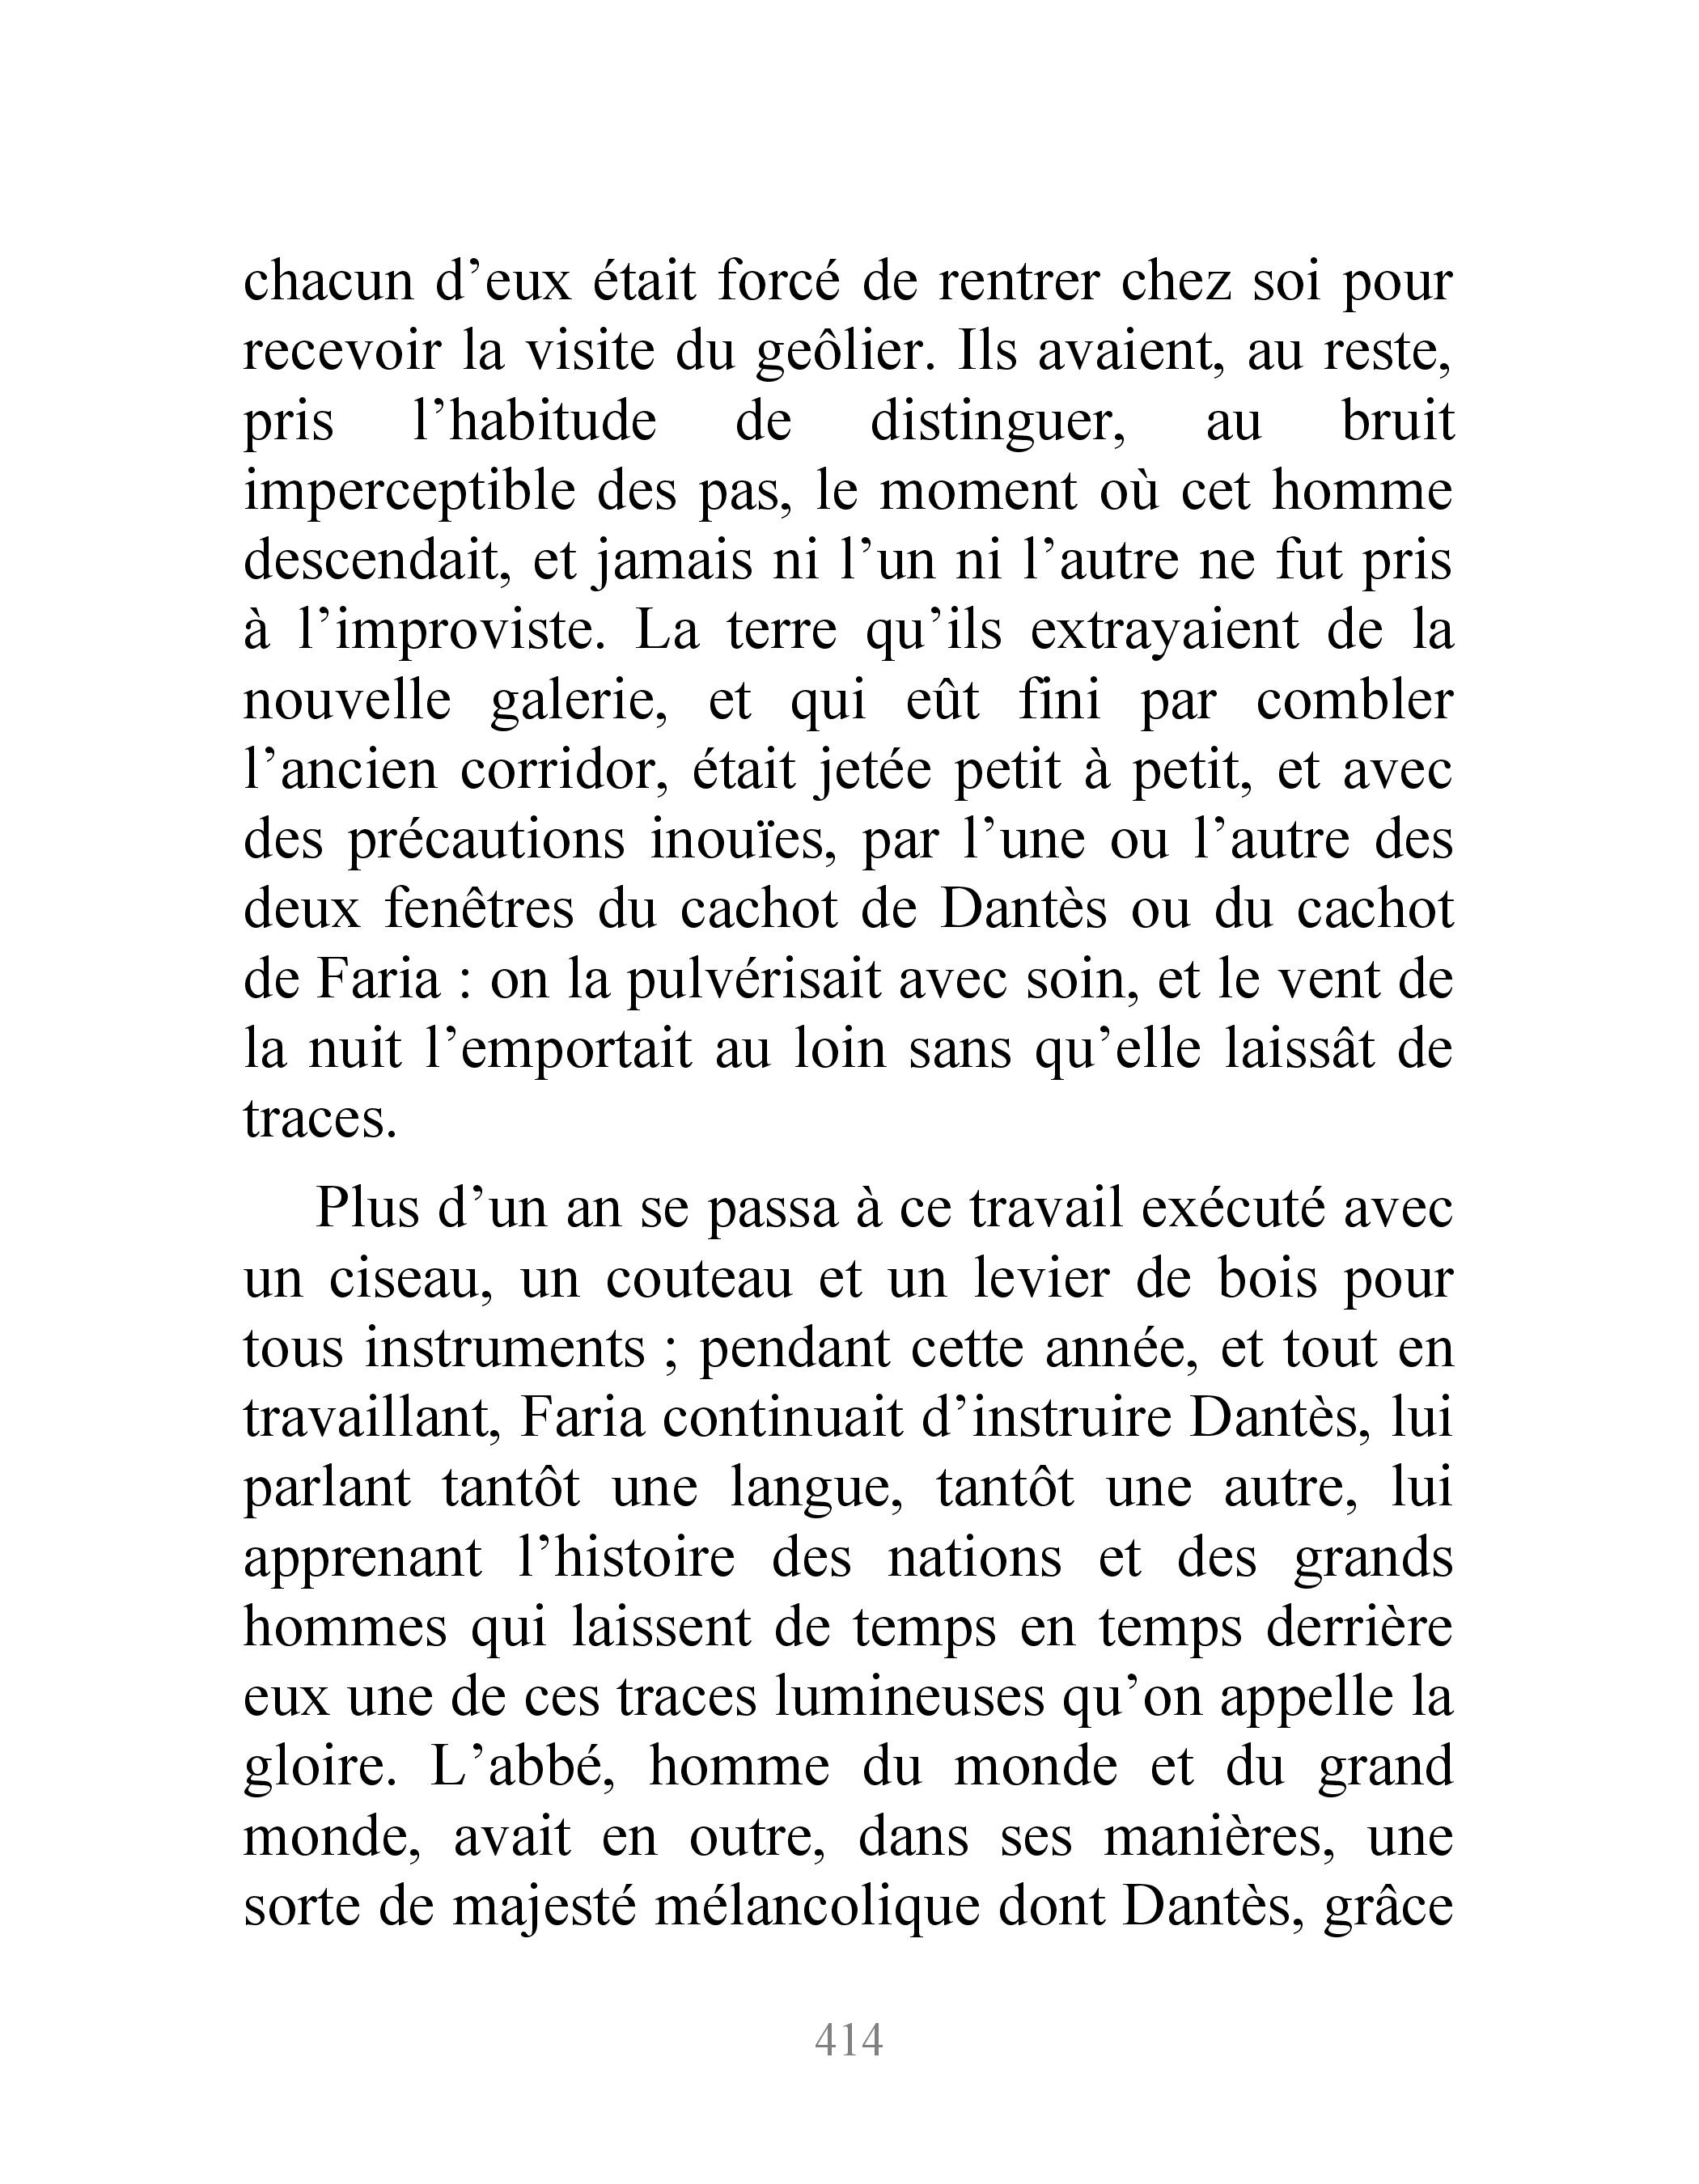 chacun d’eux était forcé de rentrer chez soi pour
recevoir la visite du geôlier. Ils avaient, au reste,
pris l’habitude de distinguer, au bruit
imperceptible des pas, le moment où cet homme
descendait, et jamais ni l’un ni l’autre ne fut pris
à l’improviste. La terre qu’ils extrayaient de la
nouvelle galerie, et qui eût fini par combler
l’ancien corridor, était jetée petit à petit, et avec
des précautions inouïes, par l’une ou l’autre des
deux fenêtres du cachot de Dantès ou du cachot
de Faria : on la pulvérisait avec soin, et le vent de
la nuit l’emportait au loin sans qu’elle laissât de
traces.
Plus d’un an se passa à ce travail exécuté avec
un ciseau, un couteau et un levier de bois pour
tous instruments ; pendant cette année, et tout en
travaillant, Faria continuait d’instruire Dantès, lui
parlant tantôt une langue, tantôt une autre, lui
apprenant l’histoire des nations et des grands
hommes qui laissent de temps en temps derrière
eux une de ces traces lumineuses qu’on appelle la
gloire. L’abbé, homme du monde et du grand
monde, avait en outre, dans ses manières, une
sorte de majesté mélancolique dont Dantès, grâce
414